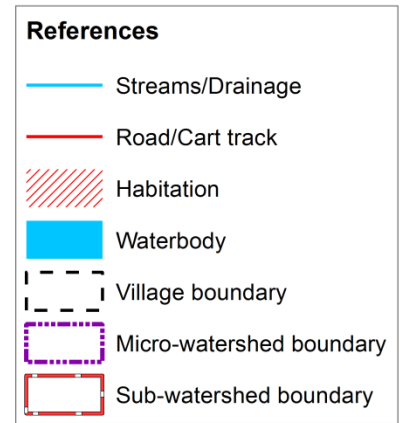 References
Streams/Drainage
Road/Cart track
Habitation
Waterbody
Village boundary
Micro-watershed boundary
Sub-watershed boundary